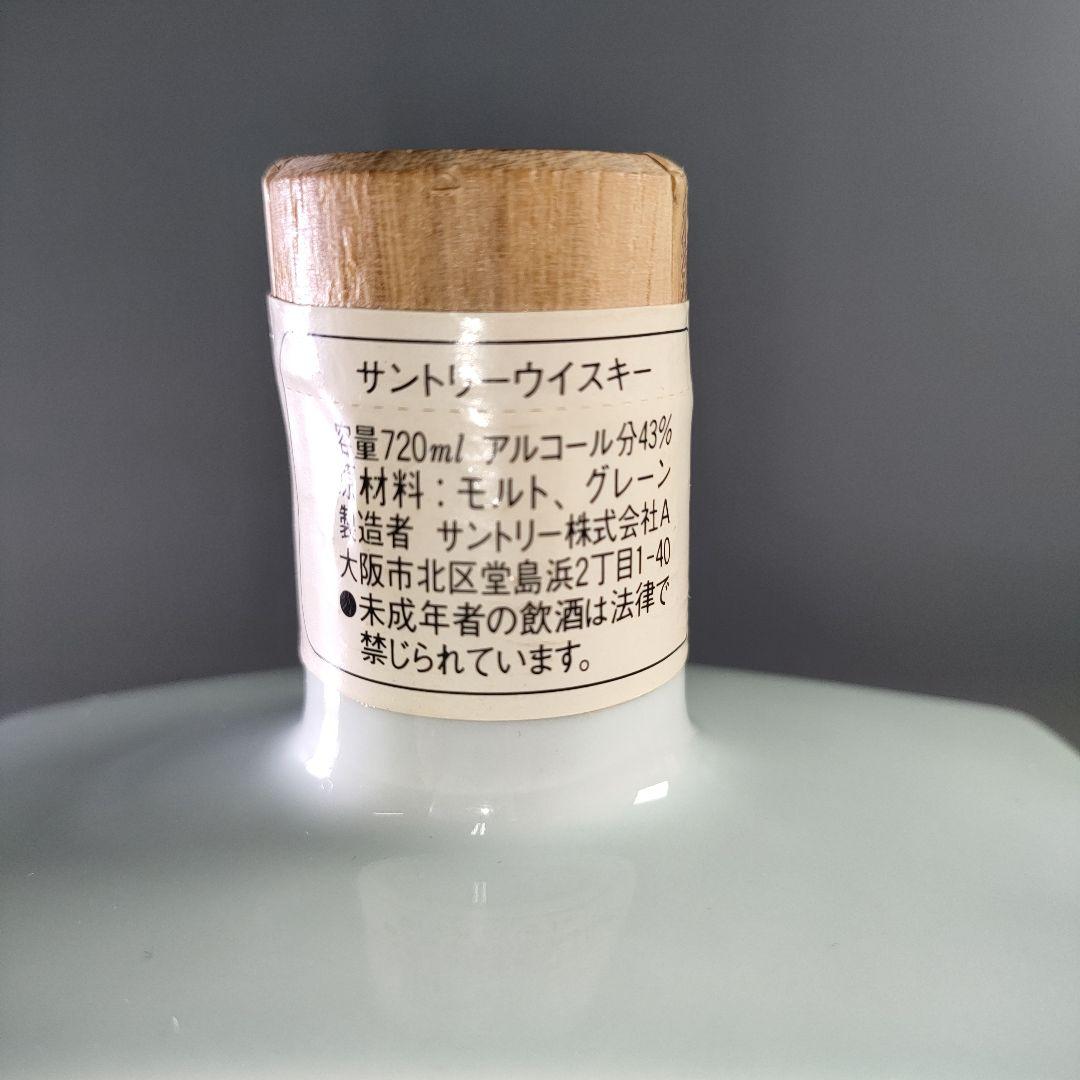 サントリーウイスキー
容量720ml アルコール分43%
原材料:モルト、グレーン
製造者 サントリー株式会社A
大阪市北区堂島浜2丁目1-40
●未成年者の飲酒は法律で
禁じられています。